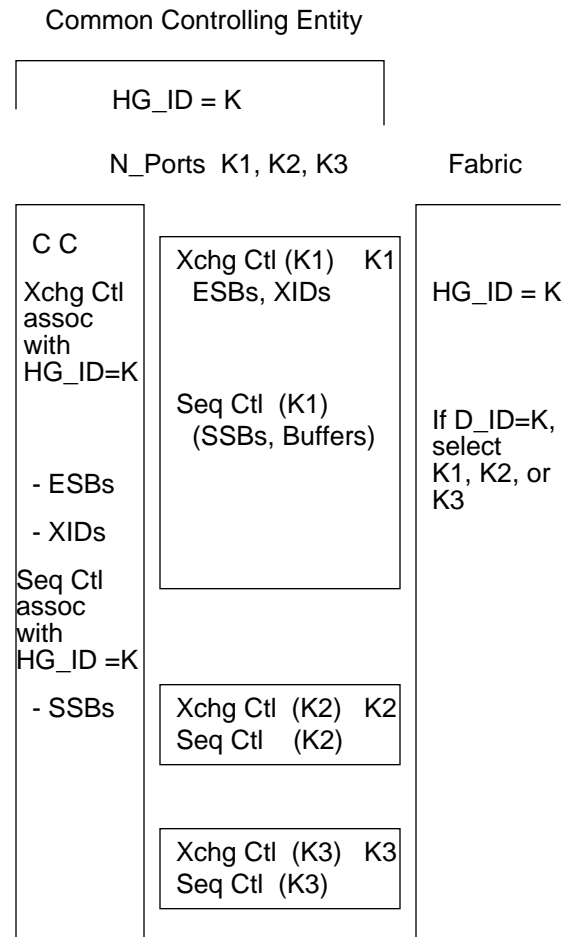 Common Controlling Entity
HG_ID = K
N_Ports K1, K2, K3
Fabric
C C
Xchg Ctl
assoc
with
HG_ID=K
- ESBs
- XIDs
Seq Ctl
assoc
with
HG_ID =K
- SSBs
Xchg Ctl (K1) K1
ESBs, XIDs
Seq Ctl (K1)
(SSBs, Buffers)
Xchg Ctl (K2) K2
Seq Ctl (K2)
Xchg Ctl (K3) K3
Seq Ctl (K3)
HG_ID = K
If D_ID=K,
select
K1, K2, or
K3